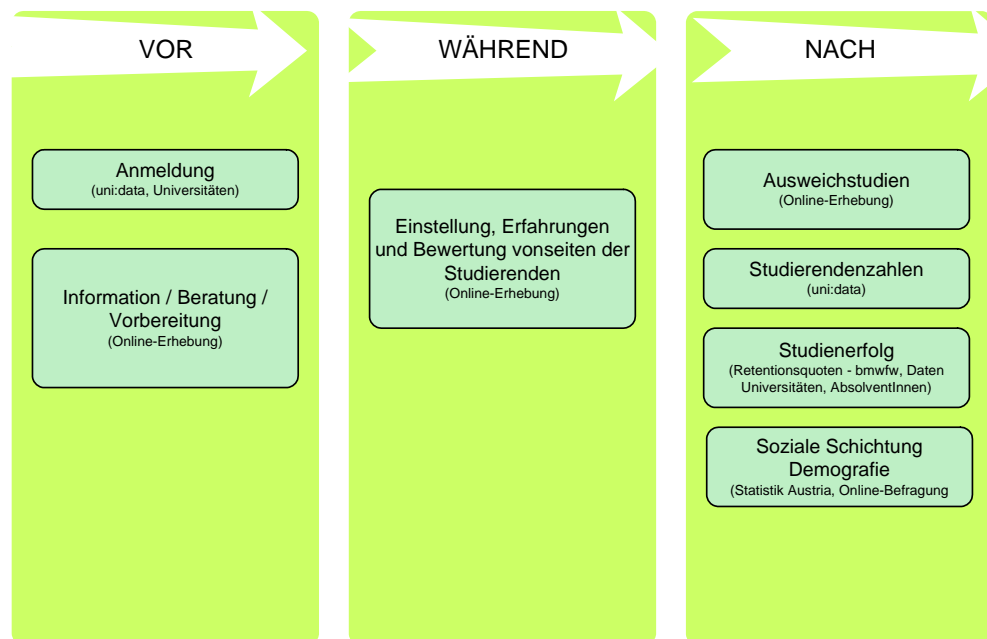 VOR
Anmeldung
(uni:data, Universitäten)
Information / Beratung /
Vorbereitung
(Online-Erhebung)
WÄHREND
Einstellung, Erfahrungen
und Bewertung vonseiten der
Studierenden
(Online-Erhebung)
NACH
Ausweichstudien
(Online-Erhebung)
Studierendenzahlen
(uni:data)
Studienerfolg
(Retentionsquoten - bmwfw, Daten
Universitäten, AbsolventInnen)
Soziale Schichtung
Demografie
(Statistik Austria, Online-Befragung